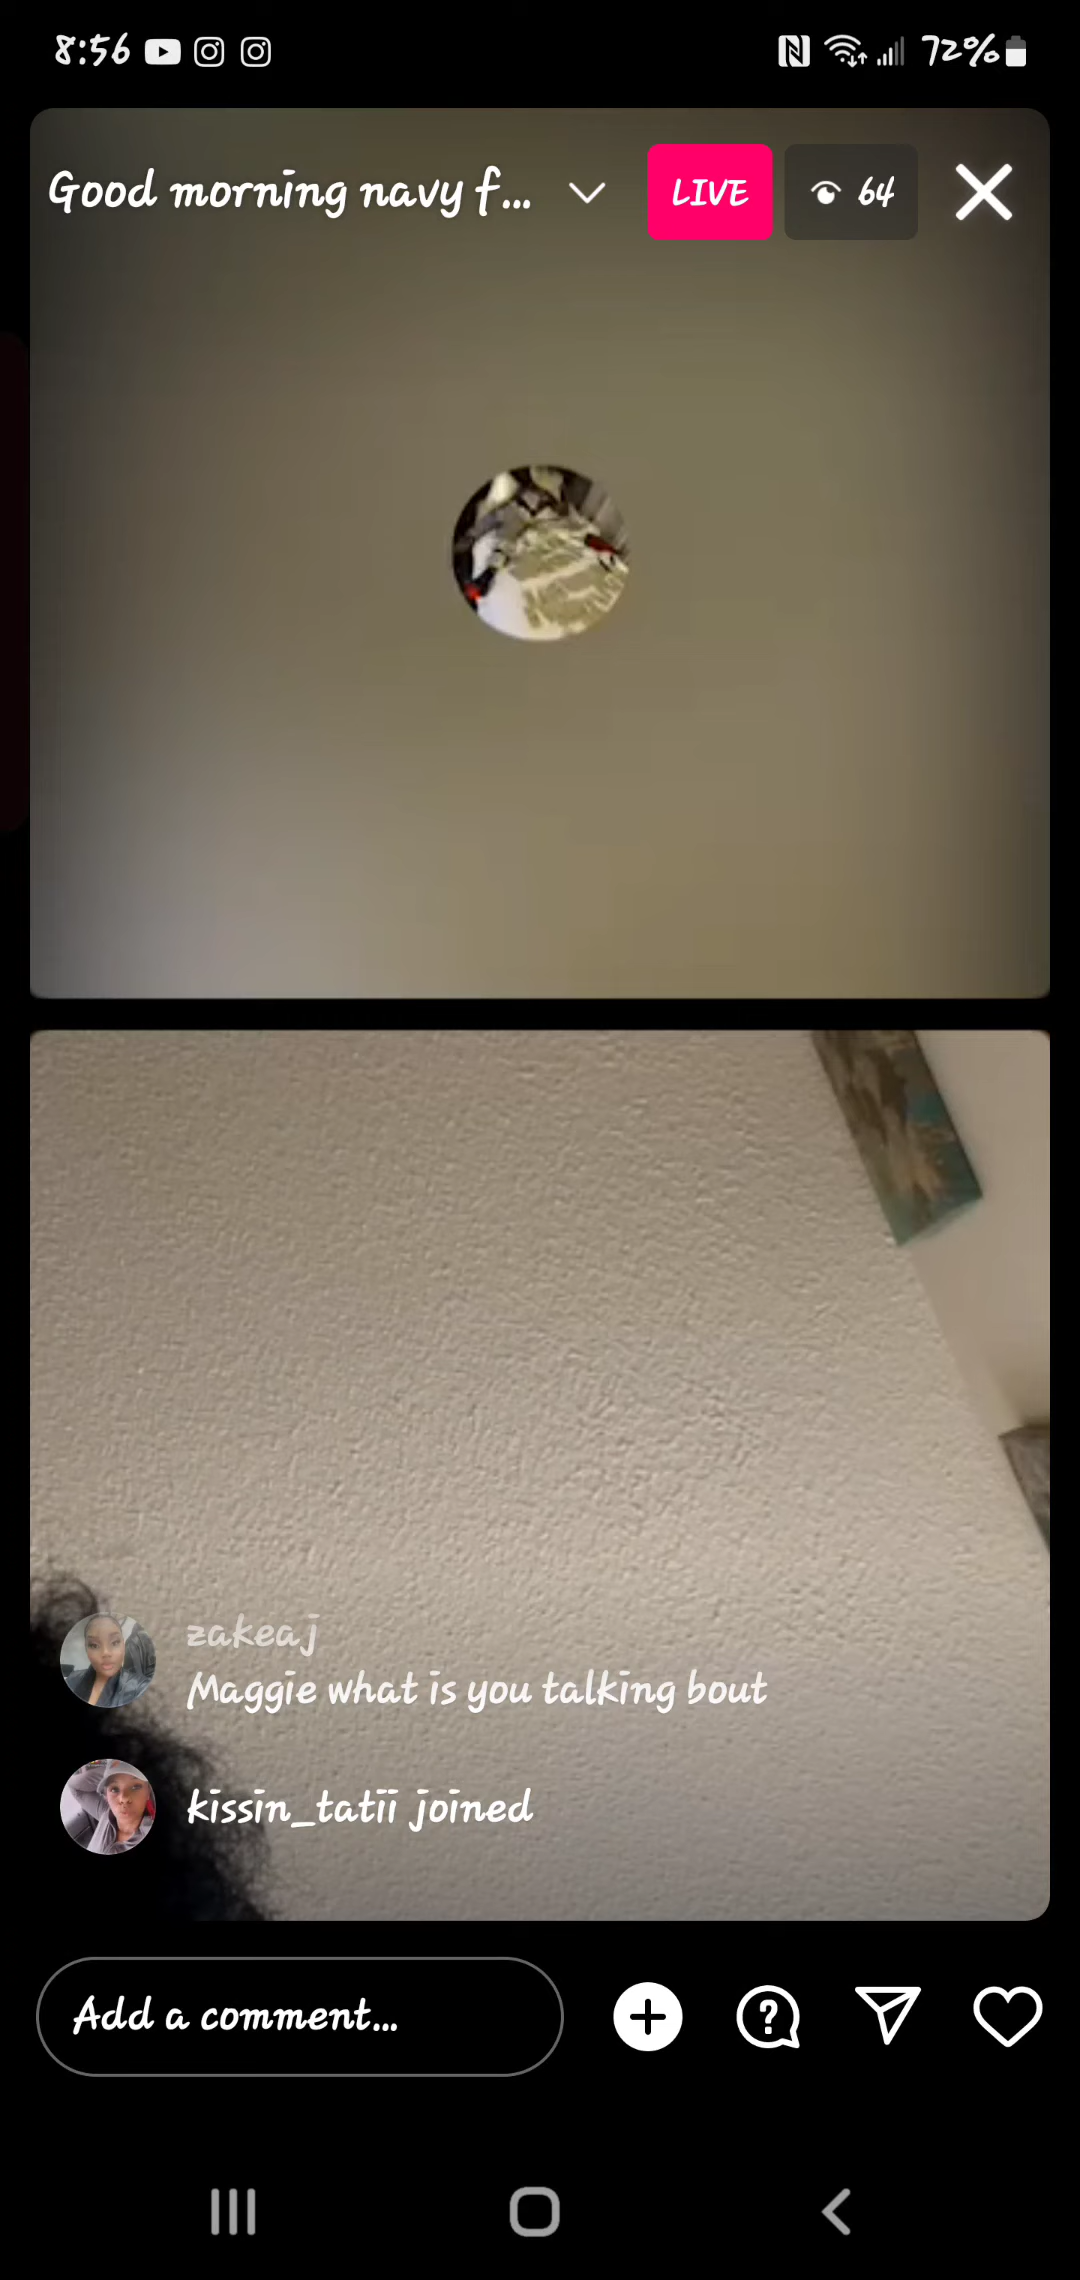 8:56 72%
Good morning navy f... LIVE 64
zakeaj
Maggie what is you talking bout
kissin_tatii joined
Add a comment...